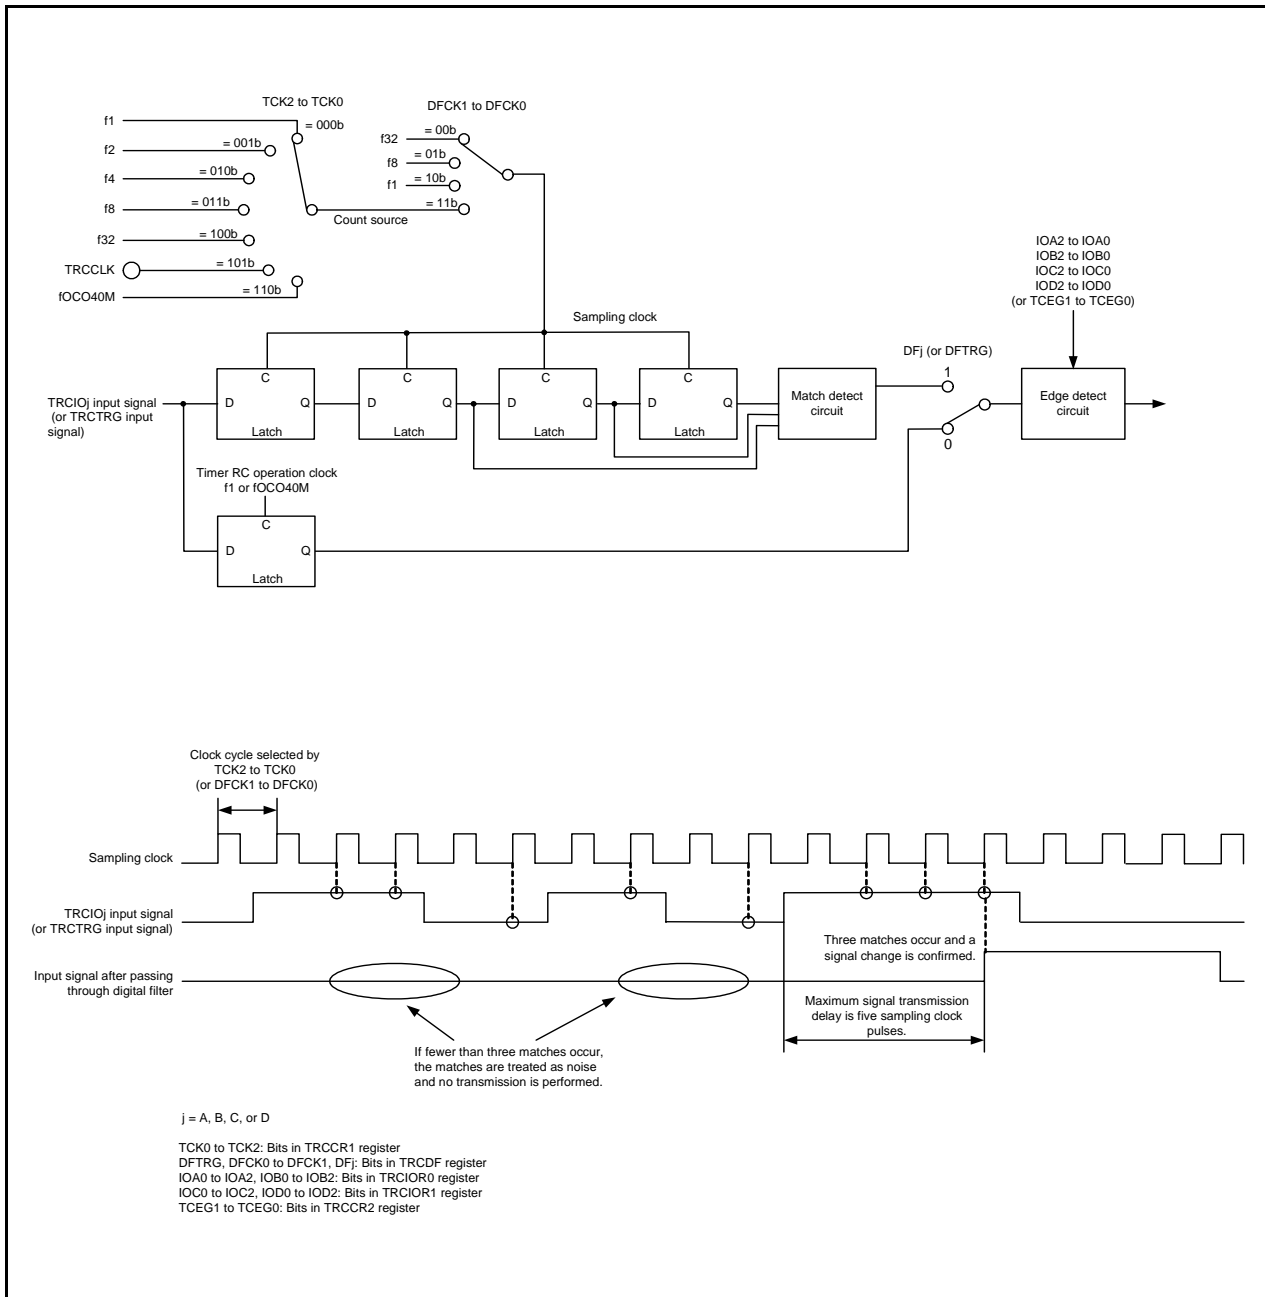 TCK2 to TCK0
DFCK1 to DFCK0
f1
= 000b
f2
= 001b
f4
= 010b
f8
= 011b
f32
= 100b
TRCCLK
= 101b
fOCO40M
= 110b
Count source
f32
= 00b
f8
= 01b
f1
= 10b
= 11b
IOA2 to IOA0
IOB2 to IOB0
IOC2 to IOC0
IOD2 to IOD0
(or TCEG1 to TCEG0)
Sampling clock
DFj (or DFTRG)
TRCIOj input signal
(or TRCTRG input
signal)
C
D
Q
Latch
C
D
Q
Latch
C
D
Q
Latch
C
D
Q
Latch
Match detect
circuit
1
0
Edge detect
circuit
Timer RC operation clock
f1 or fOCO40M
C
D
Q
Latch
Clock cycle selected by
TCK2 to TCK0
(or DFCK1 to DFCK0)
Sampling clock
TRCIOj input signal
(or TRCTRG input signal)
Three matches occur and a
signal change is confirmed.
Input signal after passing
through digital filter
Maximum signal transmission
delay is five sampling clock
pulses.
If fewer than three matches occur,
the matches are treated as noise
and no transmission is performed.
j = A, B, C, or D
TCK0 to TCK2: Bits in TRCCR1 register
DFTRG, DFCK0 to DFCK1, DFj: Bits in TRCDF register
IOA0 to IOA2, IOB0 to IOB2: Bits in TRCIOR0 register
IOC0 to IOC2, IOD0 to IOD2: Bits in TRCIOR1 register
TCEG1 to TCEG0: Bits in TRCCR2 register